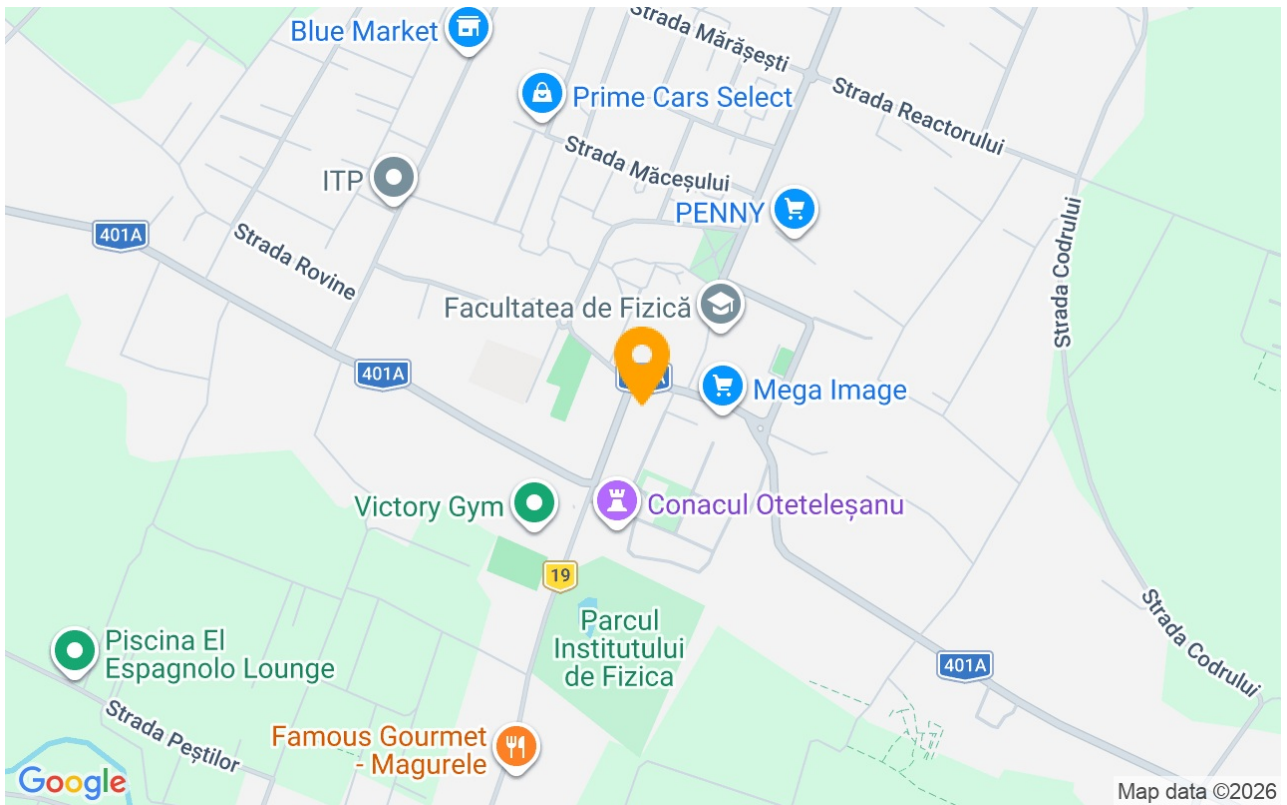 Blue Market
Strada Mărășești
Prime Cars Select
Strada Reactorului
Strada Măceșului
ITP
PENNY
401A
Strada Rovine
Strada Codrului
Facultatea de Fizică
401A
Mega Image
Victory Gym
Conacul Oteteleșanu
19
Parcul
Institutului
de Fizica
Strada Codrului
Piscina El
Espagnolo Lounge
401A
Strada Peștilor
Famous Gourmet
- Magurele
Google
Map data ©2026